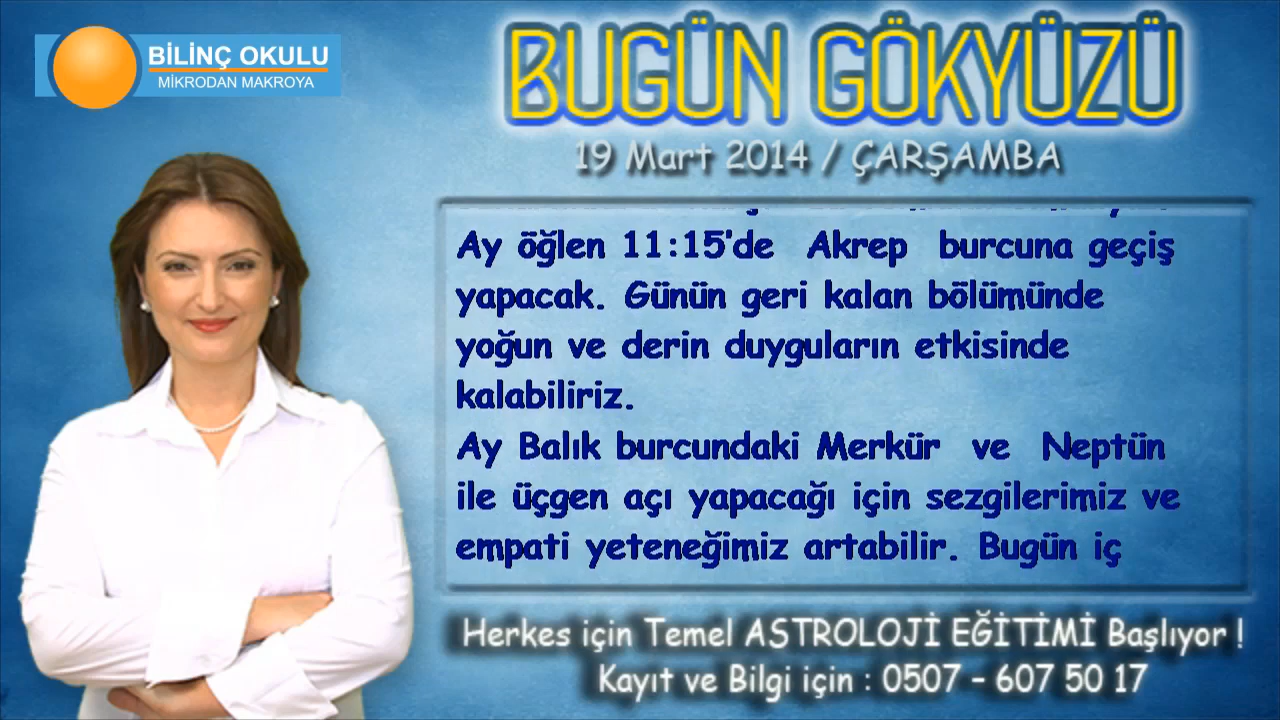 BİLİNÇ OKULU
MİKRODAN MAKROYA
BUGÜN GÖKYÜZÜ
19 Mart 2014 / ÇARŞAMBA
Ay öğlen 11:15'de Akrep burcuna geçiş
yapacak. Günün geri kalan bölümünde
yoğun ve derin duyguların etkisinde
kalabiliriz.
Ay Balık burcundaki Merkür ve Neptün
ile üçgen açı yapacağı için sezgilerimiz ve
empati yeteneğimiz artabilir. Bugün iç
Herkes için Temel ASTROLOJİ EĞİTİMİ Başlıyor !
Kayıt ve Bilgi için : 0507 – 607 50 17